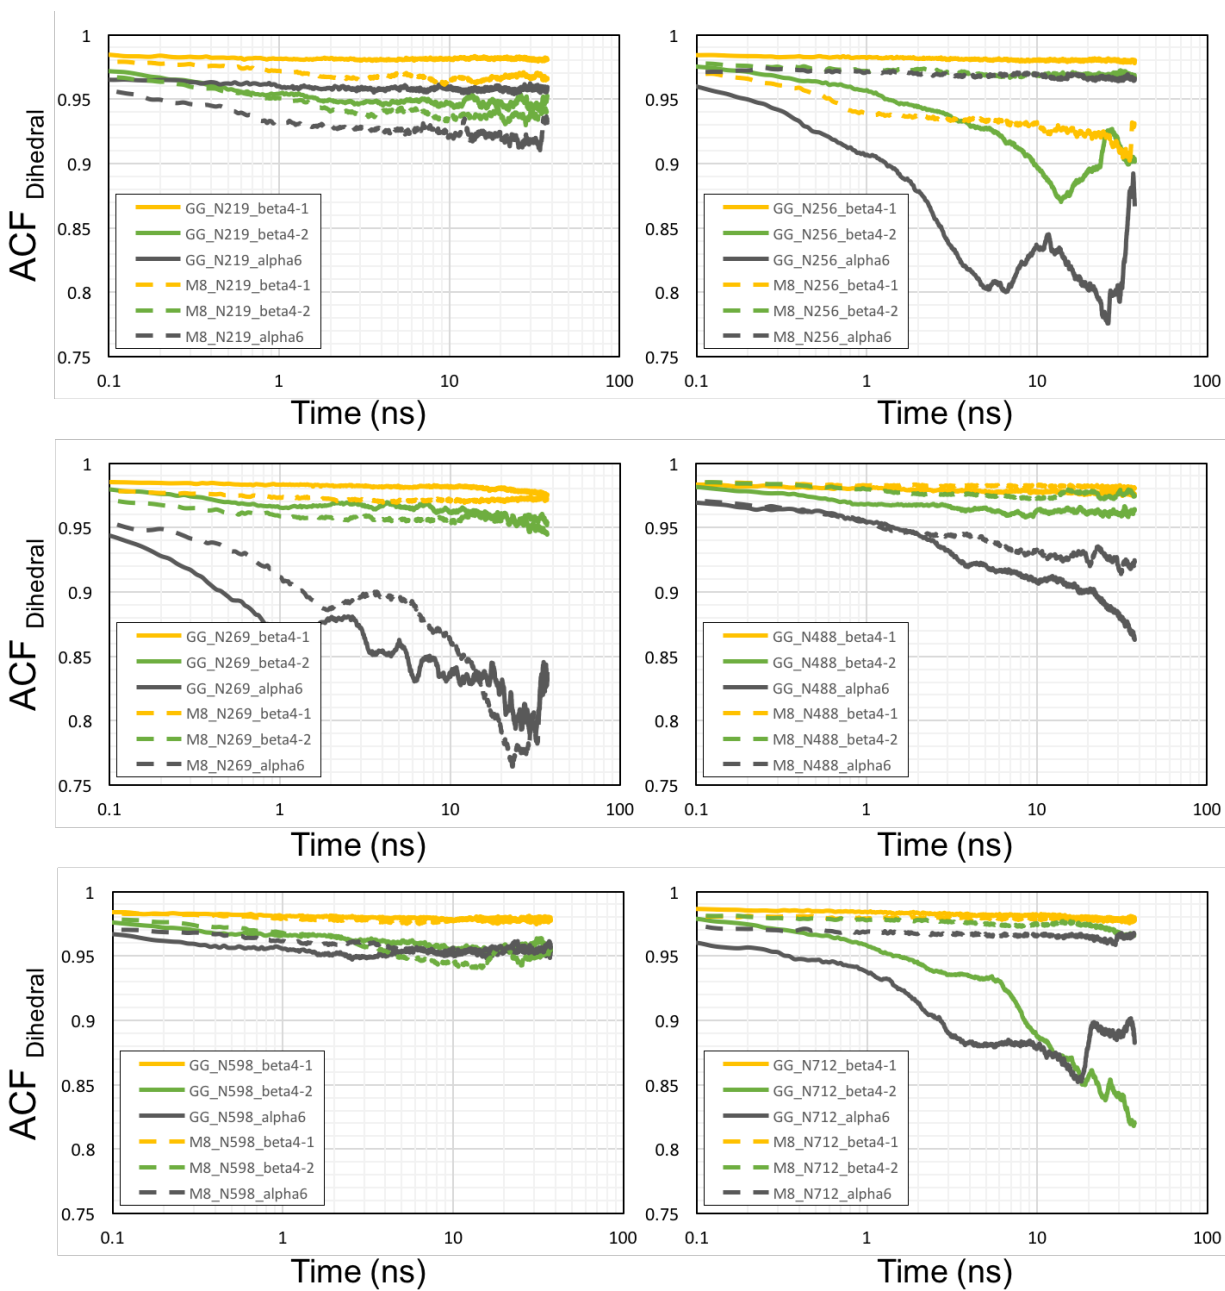 ACF Dihedral
1
0.95
0.9
0.85
0.8
0.75
GG_N219_beta4-1
GG_N219_beta4-2
GG_N219_alpha6
M8_N219_beta4-1
M8_N219_beta4-2
M8_N219_alpha6
0.1 1 10 100
Time (ns)
1
0.95
0.9
0.85
0.8
0.75
GG_N256_beta4-1
GG_N256_beta4-2
GG_N256_alpha6
M8_N256_beta4-1
M8_N256_beta4-2
M8_N256_alpha6
0.1 1 10 100
Time (ns)
ACF Dihedral
1
0.95
0.9
0.85
0.8
0.75
GG_N269_beta4-1
GG_N269_beta4-2
GG_N269_alpha6
M8_N269_beta4-1
M8_N269_beta4-2
M8_N269_alpha6
0.1 1 10 100
Time (ns)
1
0.95
0.9
0.85
0.8
0.75
GG_N488_beta4-1
GG_N488_beta4-2
GG_N488_alpha6
M8_N488_beta4-1
M8_N488_beta4-2
M8_N488_alpha6
0.1 1 10 100
Time (ns)
ACF Dihedral
1
0.95
0.9
0.85
0.8
0.75
GG_N598_beta4-1
GG_N598_beta4-2
GG_N598_alpha6
M8_N598_beta4-1
M8_N598_beta4-2
M8_N598_alpha6
0.1 1 10 100
Time (ns)
1
0.95
0.9
0.85
0.8
0.75
GG_N712_beta4-1
GG_N712_beta4-2
GG_N712_alpha6
M8_N712_beta4-1
M8_N712_beta4-2
M8_N712_alpha6
0.1 1 10 100
Time (ns)